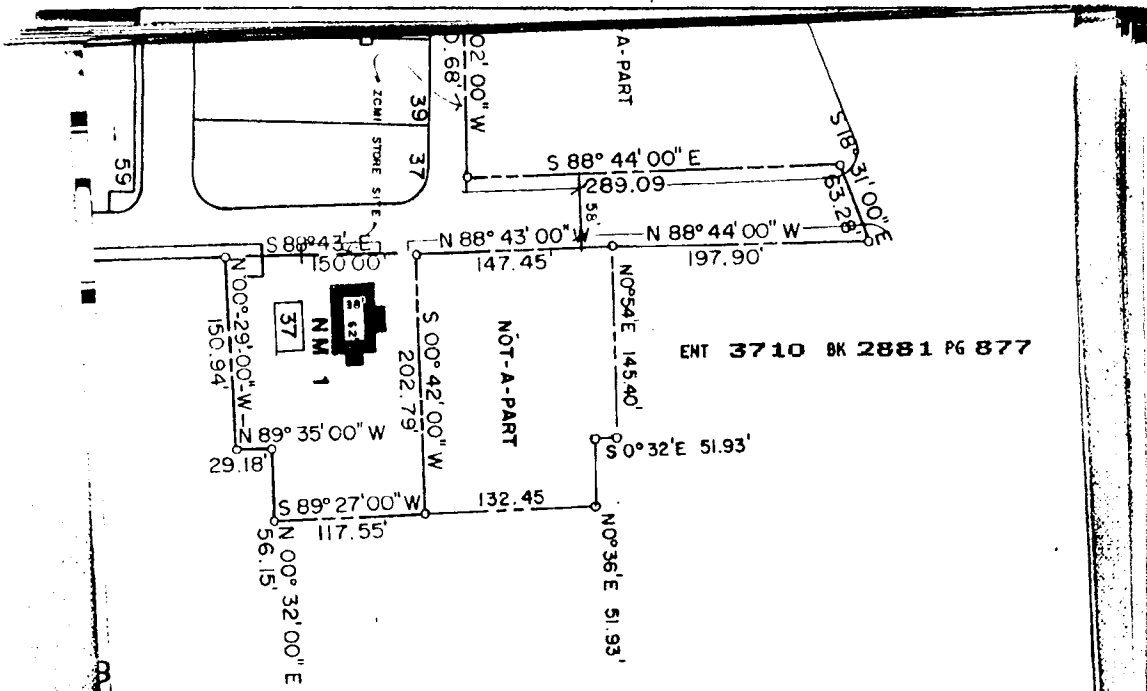 02' 00" W
0.68'
A-PART
S 18° 31' 00" E
63.28'
39
37
ZCMI STORE SITE
59
S 88° 44' 00" E
289.09
58'
S 88° 43' E
150.00'
N 88° 43' 00" W
147.45'
N 88° 44' 00" W
197.90'
N 00° 29' 00" W
150.94'
37
NM 1
38'
62'
S 00° 42' 00" W
202.79'
NOT-A-PART
N0°54'E 145.40'
ENT 3710 BK 2881 PG 877
N 89° 35' 00" W
29.18'
S 0° 32'E 51.93'
S 89° 27' 00" W
117.55'
132.45
N 00° 32' 00" E
56.15'
N0°36'E 51.93'